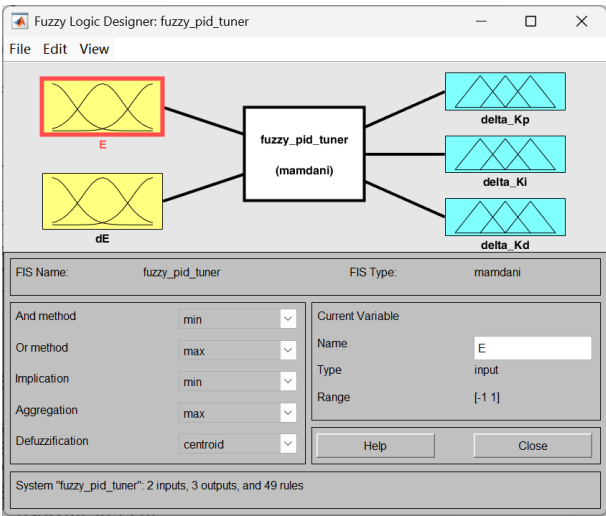 Fuzzy Logic Designer: fuzzy_pid_tuner
File Edit View
E
dE
fuzzy_pid_tuner
(mamdani)
delta_Kp
delta_Ki
delta_Kd
FIS Name: fuzzy_pid_tuner FIS Type: mamdani
And method min
Or method max
Implication min
Aggregation max
Defuzzification centroid
Current Variable
Name E
Type input
Range [-1 1]
Help Close
System "fuzzy_pid_tuner": 2 inputs, 3 outputs, and 49 rules